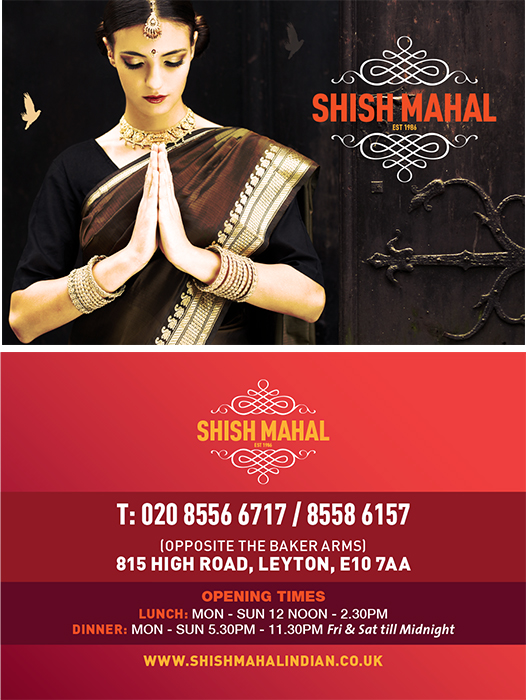 SHISH MAHAL
EST 1986
SHISH MAHAL
EST 1986
T: 020 8556 6717 / 8558 6157
(OPPOSITE THE BAKER ARMS)
815 HIGH ROAD, LEYTON, E10 7AA
OPENING TIMES
LUNCH: MON - SUN 12 NOON - 2.30PM
DINNER: MON - SUN 5.30PM - 11.30PM Fri & Sat till Midnight
WWW.SHISHMAHALINDIAN.CO.UK